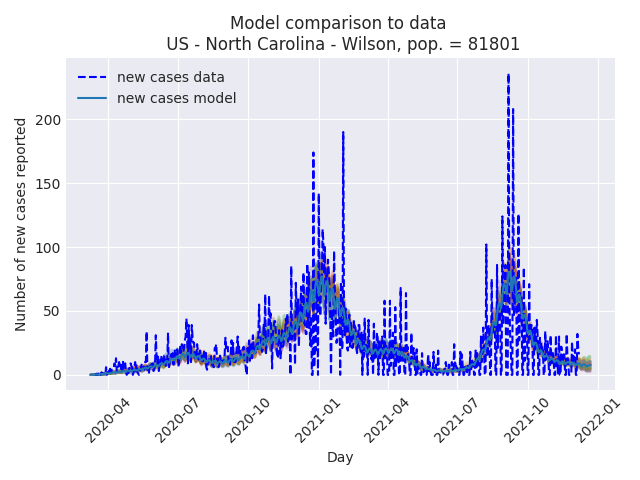 Model comparison to data
US - North Carolina - Wilson, pop. = 81801
new cases data
new cases model
Number of new cases reported
200
150
100
50
0
2020-04
2020-07
2020-10
2021-01
2021-04
2021-07
2021-10
2022-01
Day